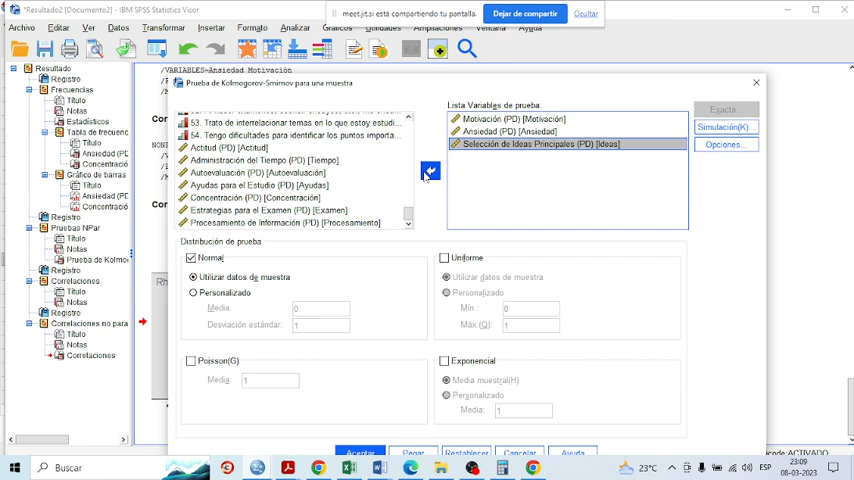 *Resultado2 [Documento2] - IBM SPSS Statistics Visor
meet.jit.si está compartiendo tu pantalla.
Dejar de compartir
Ocultar
Archivo Editar Ver Datos Transformar Insertar Formato Analizar Gráficos Utilidades Ampliaciones Ventana Ayuda
Resultado
Registro
Frecuencias
Título
Notas
Estadísticos
Tabla de frecuenc
Título
Ansiedad (PD
Concentració
Gráfico de barras
Título
Ansiedad (PD
Concentració
Registro
Pruebas NPar
Título
Notas
Prueba de Kolmo
Registro
Correlaciones
Título
Notas
Registro
Correlaciones no para
Título
Notas
Correlaciones
/VARIABLES=Ansiedad Motivación
Prueba de Kolmogorov-Smirnov para una muestra
53. Trato de interrelacionar temas en lo que estoy estudi...
54. Tengo dificultades para identificar los puntos importa...
Actitud (PD) [Actitud]
Administración del Tiempo (PD) [Tiempo]
Autoevaluación (PD) [Autoevaluación]
Ayudas para el Estudio (PD) [Ayudas]
Concentración (PD) [Concentración]
Estrategias para el Examen (PD) [Examen]
Procesamiento de Información (PD) [Procesamiento]
Lista Variables de prueba:
Motivación (PD) [Motivación]
Ansiedad (PD) [Ansiedad]
Selección de Ideas Principales (PD) [Ideas]
Exacta
Simulación(K)...
Opciones...
Distribución de prueba
Normal
Utilizar datos de muestra
Personalizado
Media: 0
Desviación estándar: 1
Uniforme
Utilizar datos de muestra
Personalizado
Mín.: 0
Máx.(Q): 1
Poisson(G)
Media: 1
Exponencial
Media muestral(H)
Personalizado
Media: 1
Aceptar Pegar Restablecer Cancelar Ayuda
code: ACTIVADO
Buscar
23°C
ESP
23:09
08-03-2023